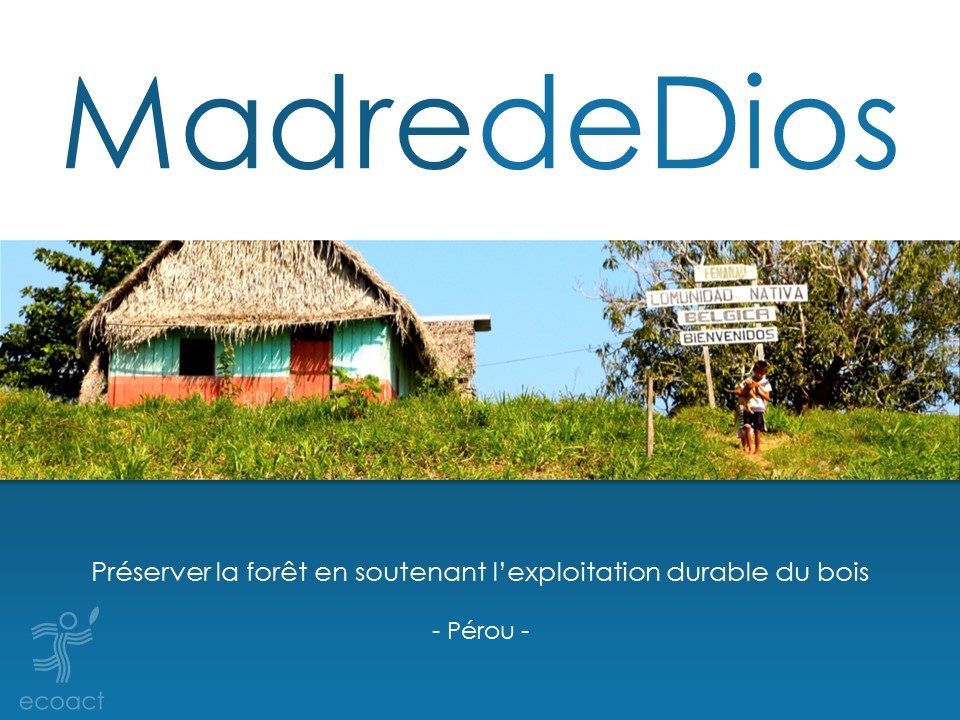 MadredeDios
FENAMAD
COMUNIDAD NATIVA
BELGICA
BIENVENIDOS
Préserver la forêt en soutenant l’exploitation durable du bois
- Pérou -
ecoact